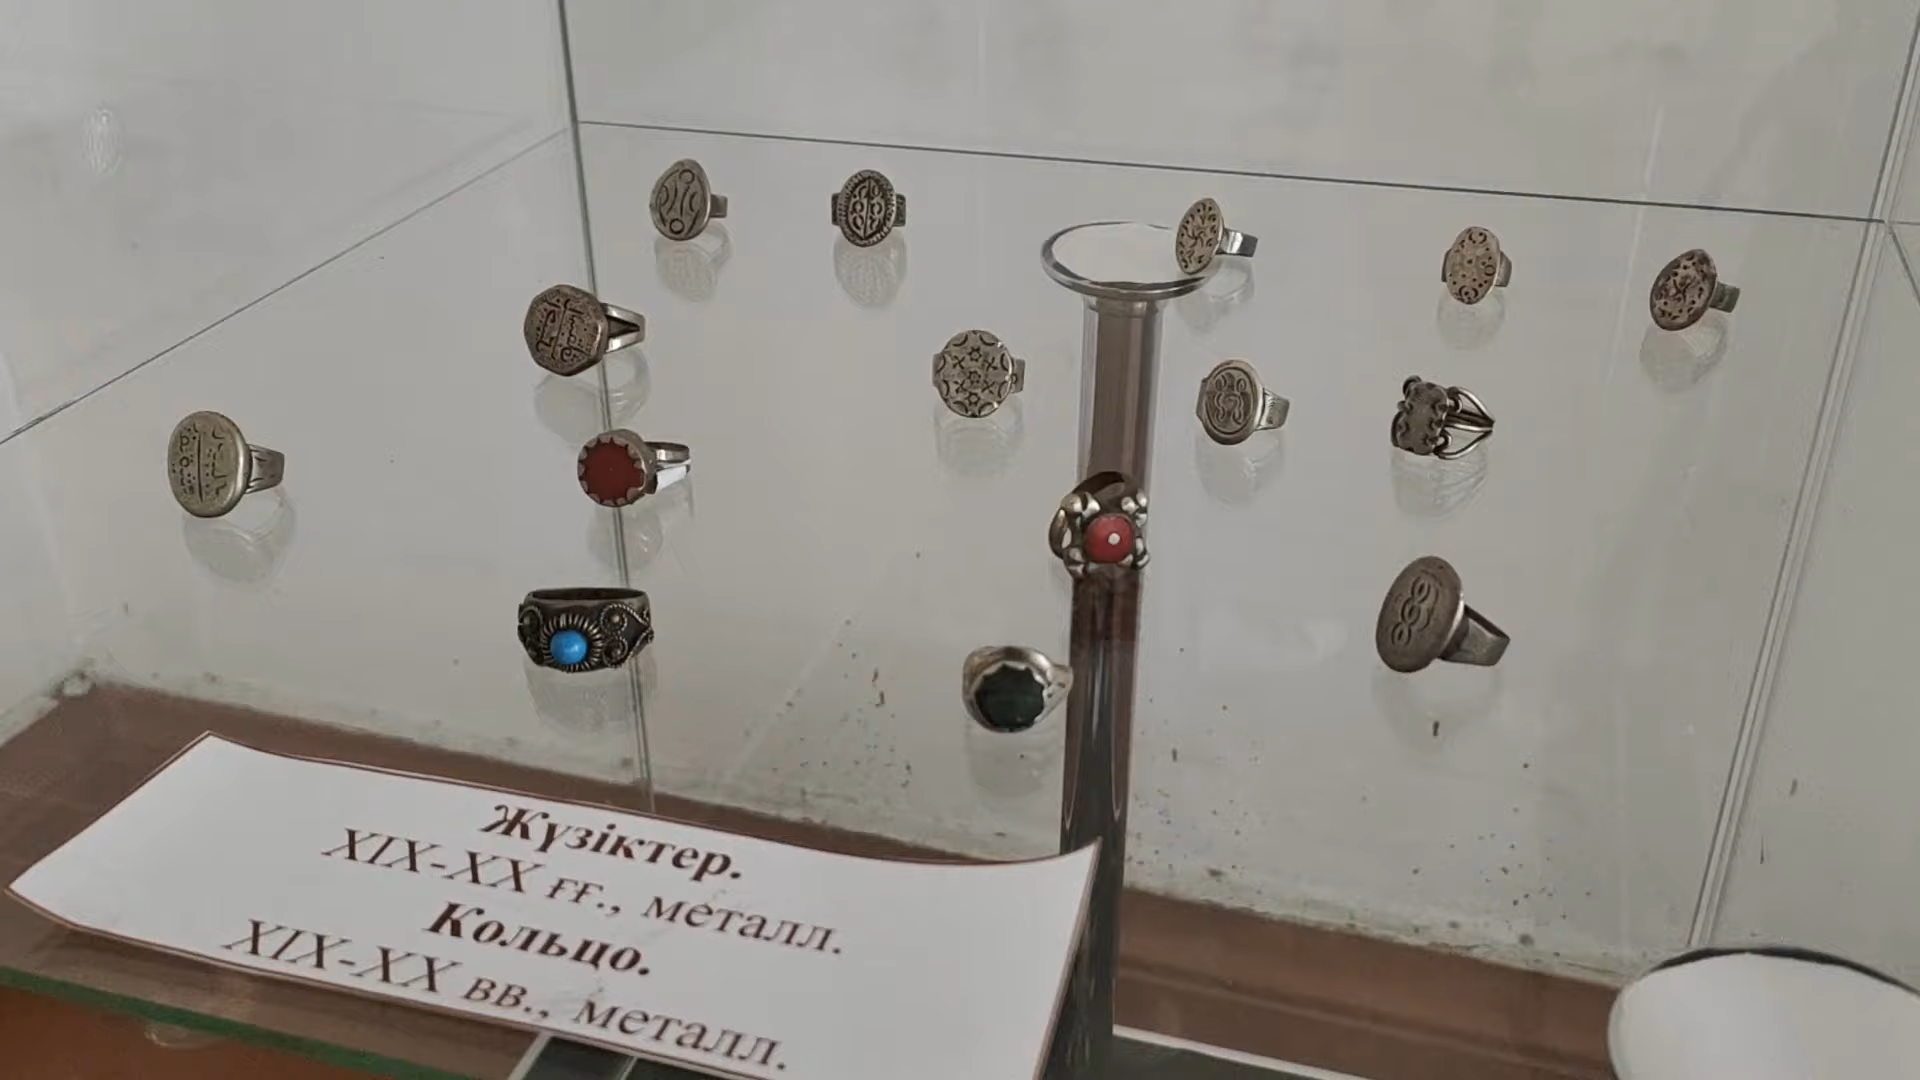 Жүзіктер.
XIX-XX ғғ., металл.
Кольцо.
XIX-XX вв., металл.